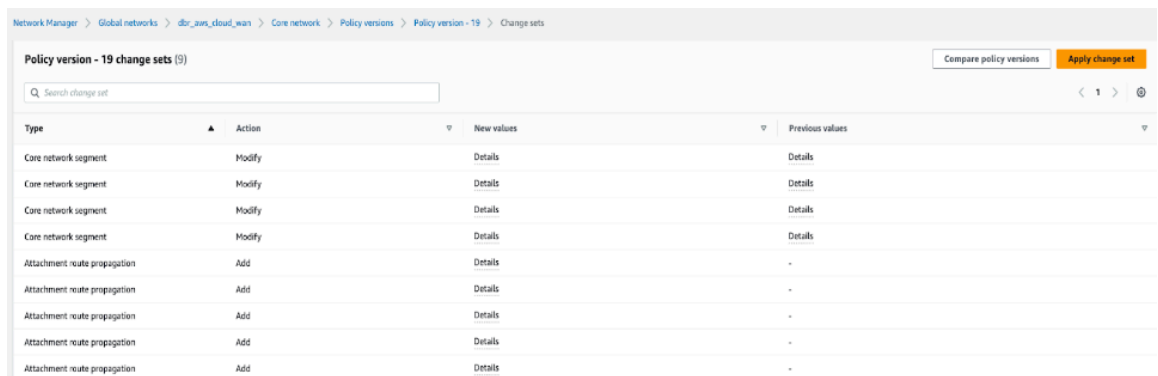 Network Manager > Global networks > dbr_aws_cloud_wan > Core network > Policy versions > Policy version - 19 > Change sets
Policy version - 19 change sets (9)
Compare policy versions
Apply change set
Search change set
< 1 >
Type Action New values Previous values
Core network segment Modify Details Details
Core network segment Modify Details Details
Core network segment Modify Details Details
Core network segment Modify Details Details
Attachment route propagation Add Details -
Attachment route propagation Add Details -
Attachment route propagation Add Details -
Attachment route propagation Add Details -
Attachment route propagation Add Details -